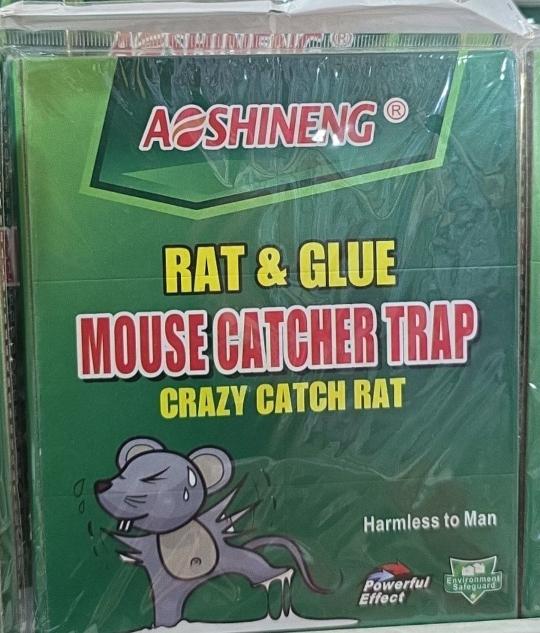 AOSHINENG ®
RAT & GLUE
MOUSE CATCHER TRAP
CRAZY CATCH RAT
Harmless to Man
Powerful
Effect
Environment
Safeguard